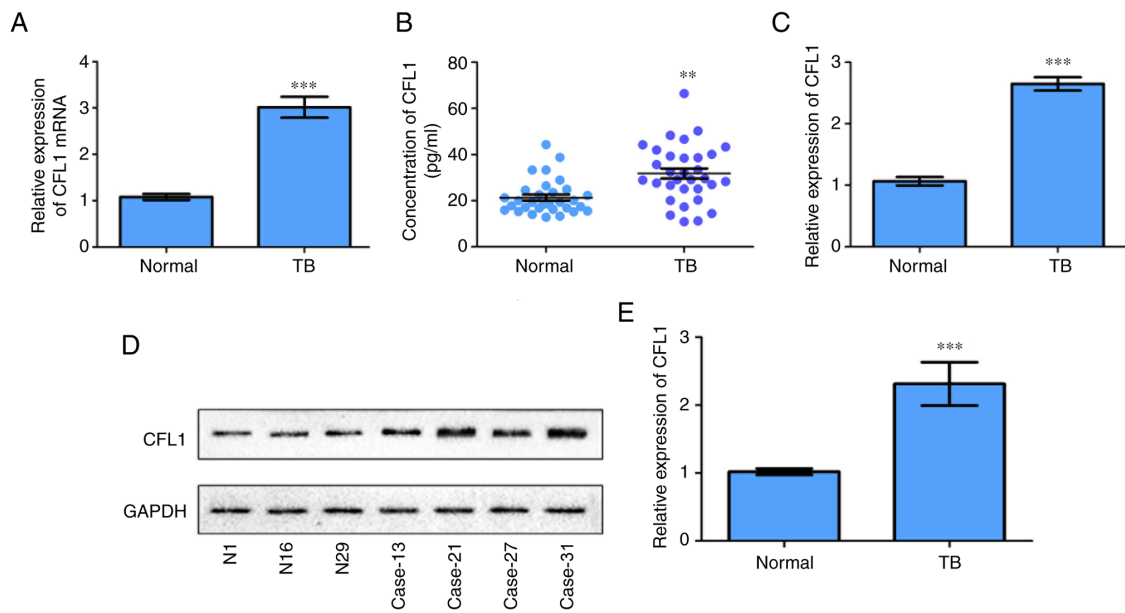 A
Relative expression
of CFL1 mRNA
4
3
2
1
0
***
Normal
TB
B
Concentration of CFL1
(pg/ml)
80
60
40
20
0
**
Normal
TB
C
Relative expression of CFL1
3
2
1
0
***
Normal
TB
D
CFL1
GAPDH
N1
N16
N29
Case-13
Case-21
Case-27
Case-31
E
Relative expression of CFL1
3
2
1
0
***
Normal
TB